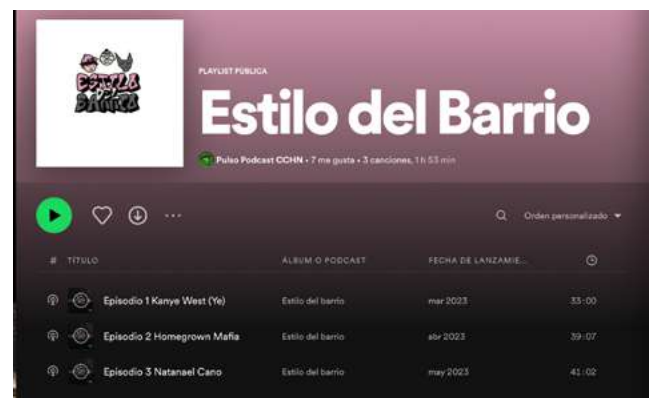 ESTILO
DEL
BARRIO
PLAYLIST PÚBLICA
Estilo del Barrio
Pulso Podcast CCHN • 7 me gusta • 3 canciones, 1 h 53 min
Orden personalizado
# TÍTULO ÁLBUM O PODCAST FECHA DE LANZAMIE...
Episodio 1 Kanye West (Ye) Estilo del barrio mar 2023 33:00
Episodio 2 Homegrown Mafia Estilo del barrio abr 2023 39:07
Episodio 3 Natanael Cano Estilo del barrio may 2023 41:02